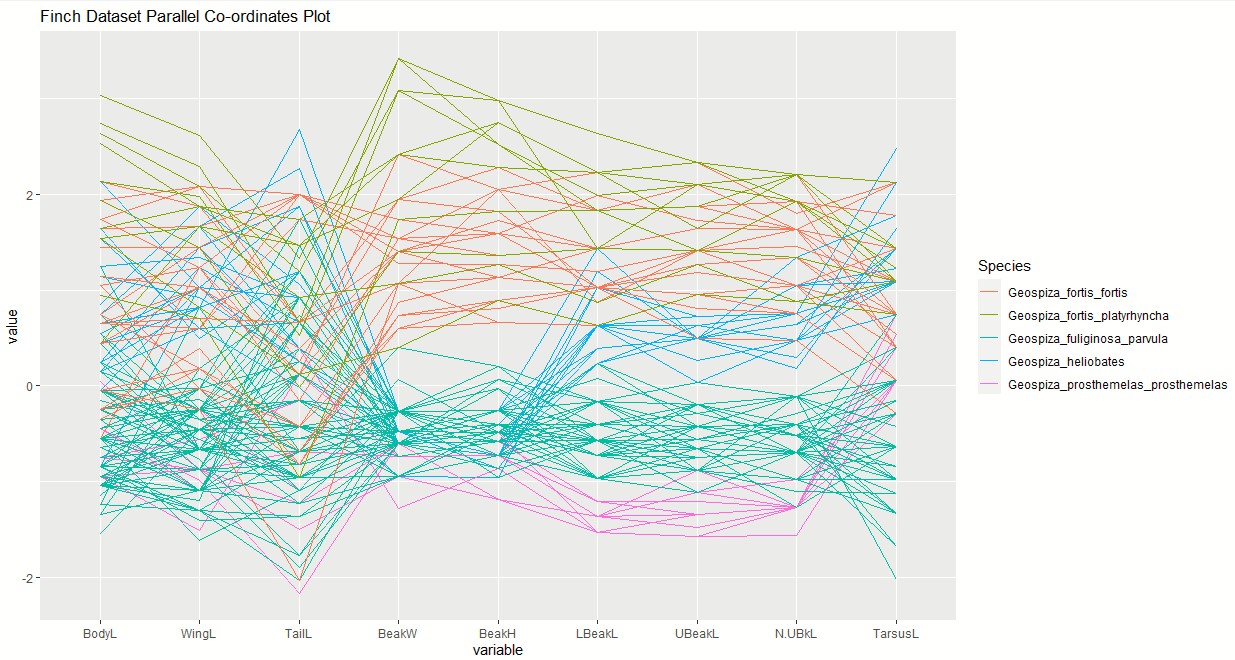 Finch Dataset Parallel Co-ordinates Plot
value
2
0
-2
BodyL WingL TailL BeakW BeakH LBeakL UBeakL N.UBkL TarsusL
variable
Species
Geospiza_fortis_fortis
Geospiza_fortis_platyrhyncha
Geospiza_fuliginosa_parvula
Geospiza_heliobates
Geospiza_prosthemelas_prosthemelas